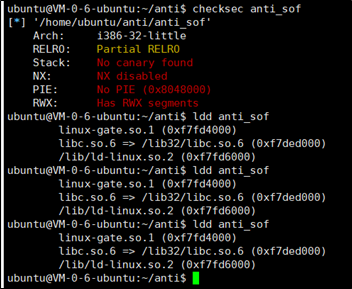 ubuntu@VM-0-6-ubuntu:~/anti$ checksec anti_sof
[*] '/home/ubuntu/anti/anti_sof'
Arch: i386-32-little
RELRO: Partial RELRO
Stack: No canary found
NX: NX disabled
PIE: No PIE (0x8048000)
RWX: Has RWX segments
ubuntu@VM-0-6-ubuntu:~/anti$ ldd anti_sof
linux-gate.so.1 (0xf7fd4000)
libc.so.6 => /lib32/libc.so.6 (0xf7ded000)
/lib/ld-linux.so.2 (0xf7fd6000)
ubuntu@VM-0-6-ubuntu:~/anti$ ldd anti_sof
linux-gate.so.1 (0xf7fd4000)
libc.so.6 => /lib32/libc.so.6 (0xf7ded000)
/lib/ld-linux.so.2 (0xf7fd6000)
ubuntu@VM-0-6-ubuntu:~/anti$ ldd anti_sof
linux-gate.so.1 (0xf7fd4000)
libc.so.6 => /lib32/libc.so.6 (0xf7ded000)
/lib/ld-linux.so.2 (0xf7fd6000)
ubuntu@VM-0-6-ubuntu:~/anti$